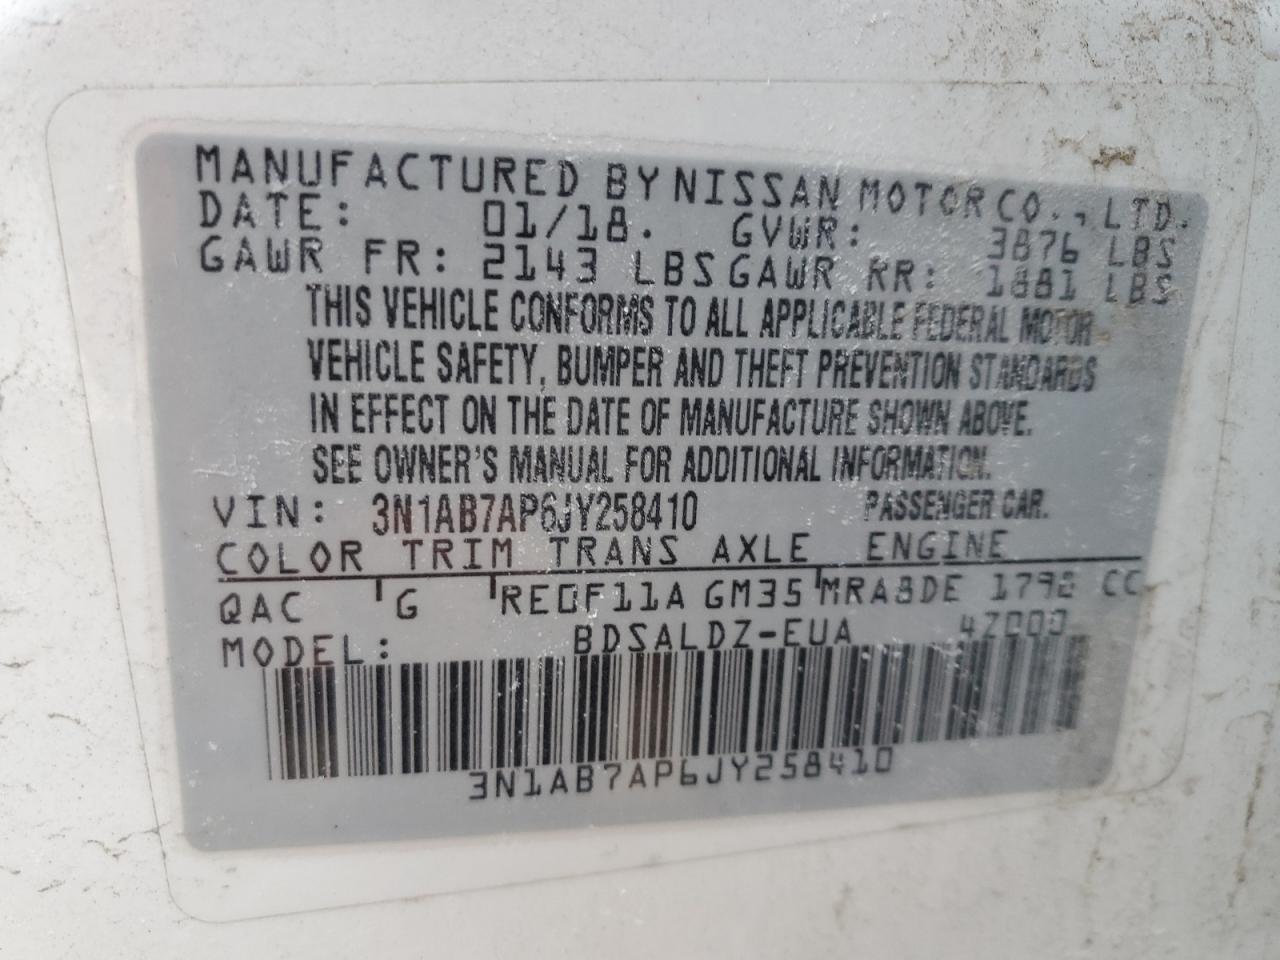 MANUFACTURED BY NISSAN MOTOR CO., LTD.
DATE: 01/18. GVWR: 3876 LBS
GAWR FR: 2143 LBS GAWR RR: 1881 LBS
THIS VEHICLE CONFORMS TO ALL APPLICABLE FEDERAL MOTOR
VEHICLE SAFETY, BUMPER AND THEFT PREVENTION STANDARDS
IN EFFECT ON THE DATE OF MANUFACTURE SHOWN ABOVE.
SEE OWNER'S MANUAL FOR ADDITIONAL INFORMATION.
VIN: 3N1AB7AP6JY258410 PASSENGER CAR.
COLOR TRIM TRANS AXLE ENGINE
QAC G RE0F11A GM35 MRA8DE 1798 CC
MODEL: BDSALDZ-EUA 4Z000
3N1AB7AP6JY258410